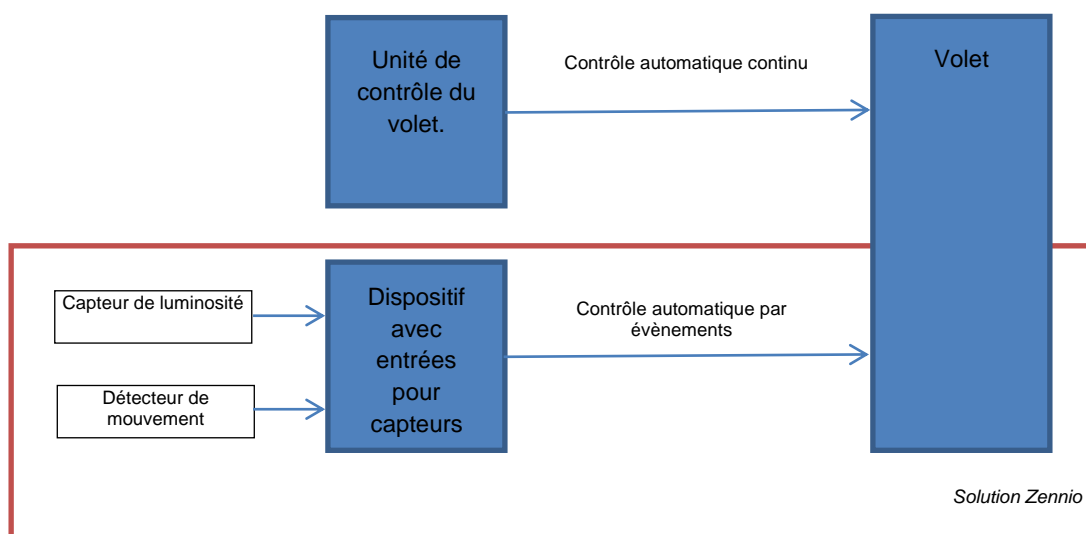 Unité de
contrôle du
volet.
Contrôle automatique continu
Volet
Capteur de luminosité
Détecteur de
mouvement
Dispositif
avec
entrées
pour
capteurs
Contrôle automatique par
évènements
Solution Zennio